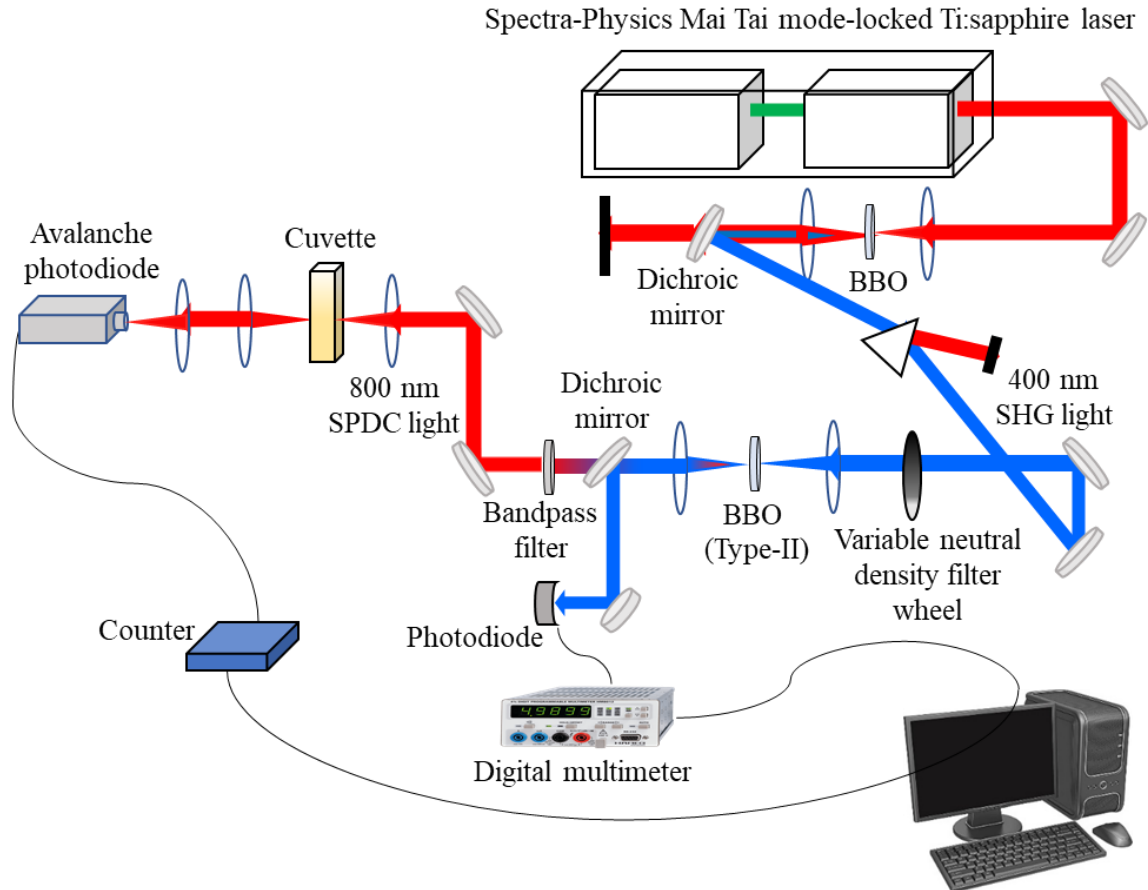 Spectra-Physics Mai Tai mode-locked Ti:sapphire laser
Avalanche
photodiode
Cuvette
Dichroic
mirror
BBO
800 nm
SPDC light
Dichroic
mirror
400 nm
SHG light
Bandpass
filter
BBO
(Type-II)
Variable neutral
density filter
wheel
Photodiode
Counter
4.9899
Digital multimeter